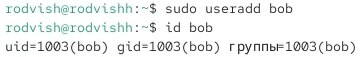 rodvish@rodvishh:~$ sudo useradd bob
rodvish@rodvishh:~$ id bob
uid=1003(bob) gid=1003(bob) группы=1003(bob)